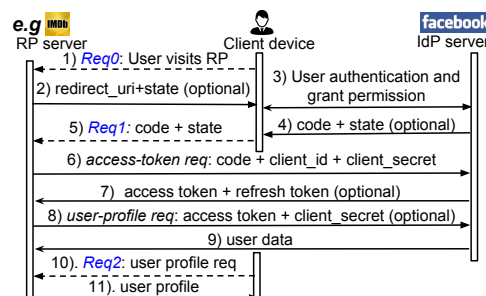 e.g IMDb
facebook
RP server
Client device
IdP server
1) Req0: User visits RP
2) redirect_uri+state (optional)
3) User authentication and
grant permission
4) code + state (optional)
5) Req1: code + state
6) access-token req: code + client_id + client_secret
7) access token + refresh token (optional)
8) user-profile req: access token + client_secret (optional)
9) user data
10). Req2: user profile req
11). user profile